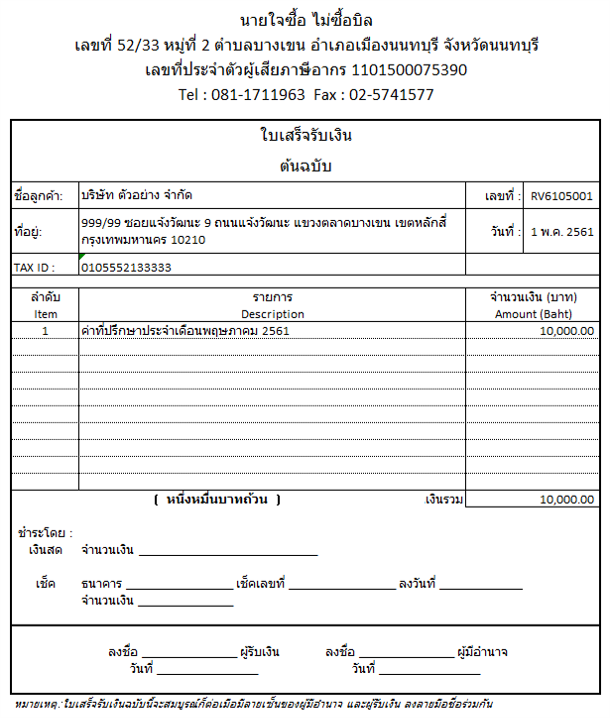 นายใจซื้อ ไม่ซื้อบิล
เลขที่ 52/33 หมู่ที่ 2 ตำบลบางเขน อำเภอเมืองนนทบุรี จังหวัดนนทบุรี
เลขที่ประจำตัวผู้เสียภาษีอากร 1101500075390
Tel : 081-1711963 Fax : 02-5741577
ใบเสร็จรับเงิน
ต้นฉบับ
ชื่อลูกค้า: บริษัท ตัวอย่าง จำกัด เลขที่ : RV6105001
ที่อยู่: 999/99 ซอยแจ้งวัฒนะ 9 ถนนแจ้งวัฒนะ แขวงตลาดบางเขน เขตหลักสี่
กรุงเทพมหานคร 10210
วันที่ : 1 พ.ค. 2561
TAX ID : 0105552133333
ลำดับ รายการ จำนวนเงิน (บาท)
Item Description Amount (Baht)
1 ค่าที่ปรึกษาประจำเดือนพฤษภาคม 2561 10,000.00
( หนึ่งหมื่นบาทถ้วน ) เงินรวม 10,000.00
ชำระโดย :
เงินสด จำนวนเงิน
เช็ค ธนาคาร เช็คเลขที่ ลงวันที่
จำนวนเงิน
ลงชื่อ ผู้รับเงิน ลงชื่อ ผู้มีอำนาจ
วันที่ วันที่
หมายเหตุ.'ใบเสร็จรับเงินฉบับนี้จะสมบูรณ์ก็ต่อเมื่อมีลายเซ็นของผู้มีอำนาจ และผู้รับเงิน ลงลายมือชื่อร่วมกัน